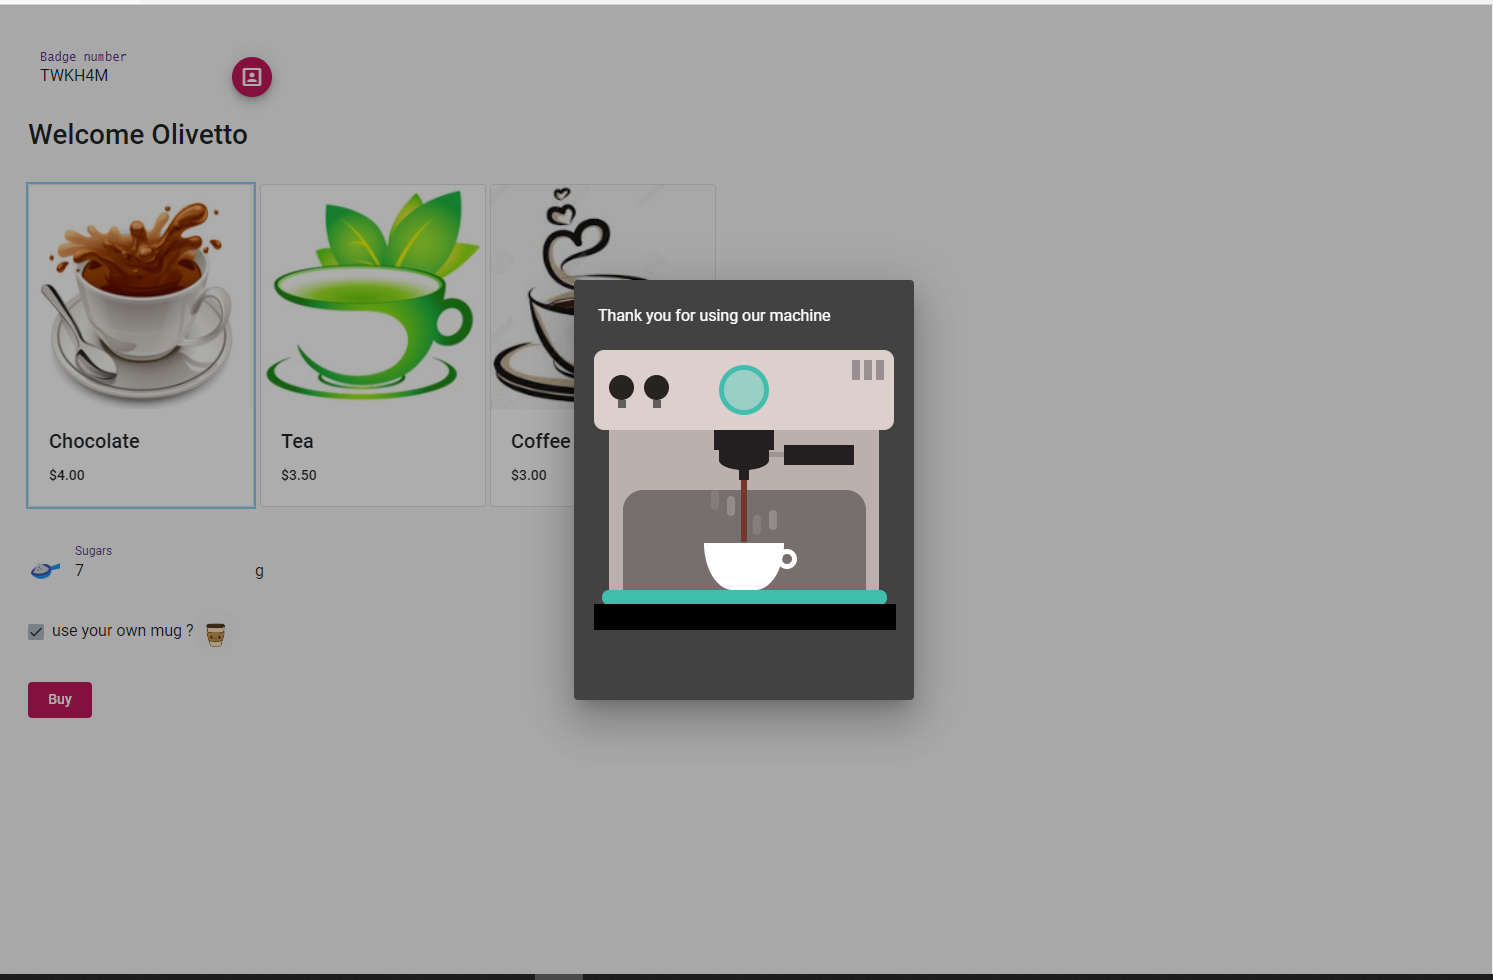 Badge number
TWKH4M
Welcome Olivetto
Thank you for using our machine
Chocolate
$4.00
Tea
$3.50
Coffee
$3.00
Sugars
7 g
use your own mug ?
Buy